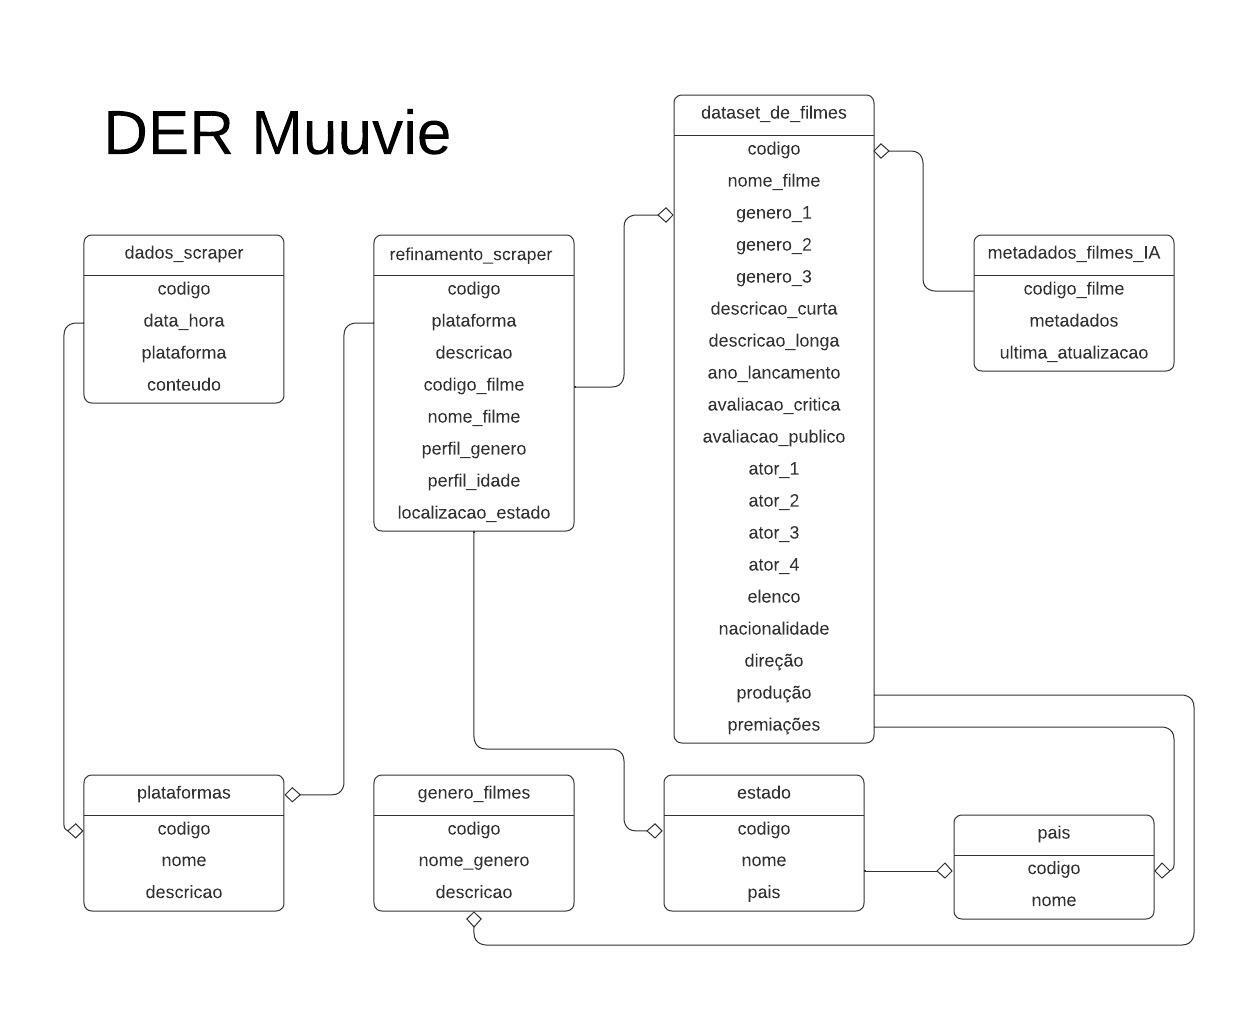 DER Muuvie
dataset_de_filmes
codigo
nome_filme
genero_1
genero_2
genero_3
descricao_curta
descricao_longa
ano_lancamento
avaliacao_critica
avaliacao_publico
ator_1
ator_2
ator_3
ator_4
elenco
nacionalidade
direção
produção
premiações
dados_scraper
codigo
data_hora
plataforma
conteudo
refinamento_scraper
codigo
plataforma
descricao
codigo_filme
nome_filme
perfil_genero
perfil_idade
localizacao_estado
metadados_filmes_IA
codigo_filme
metadados
ultima_atualizacao
plataformas
codigo
nome
descricao
genero_filmes
codigo
nome_genero
descricao
estado
codigo
nome
pais
pais
codigo
nome